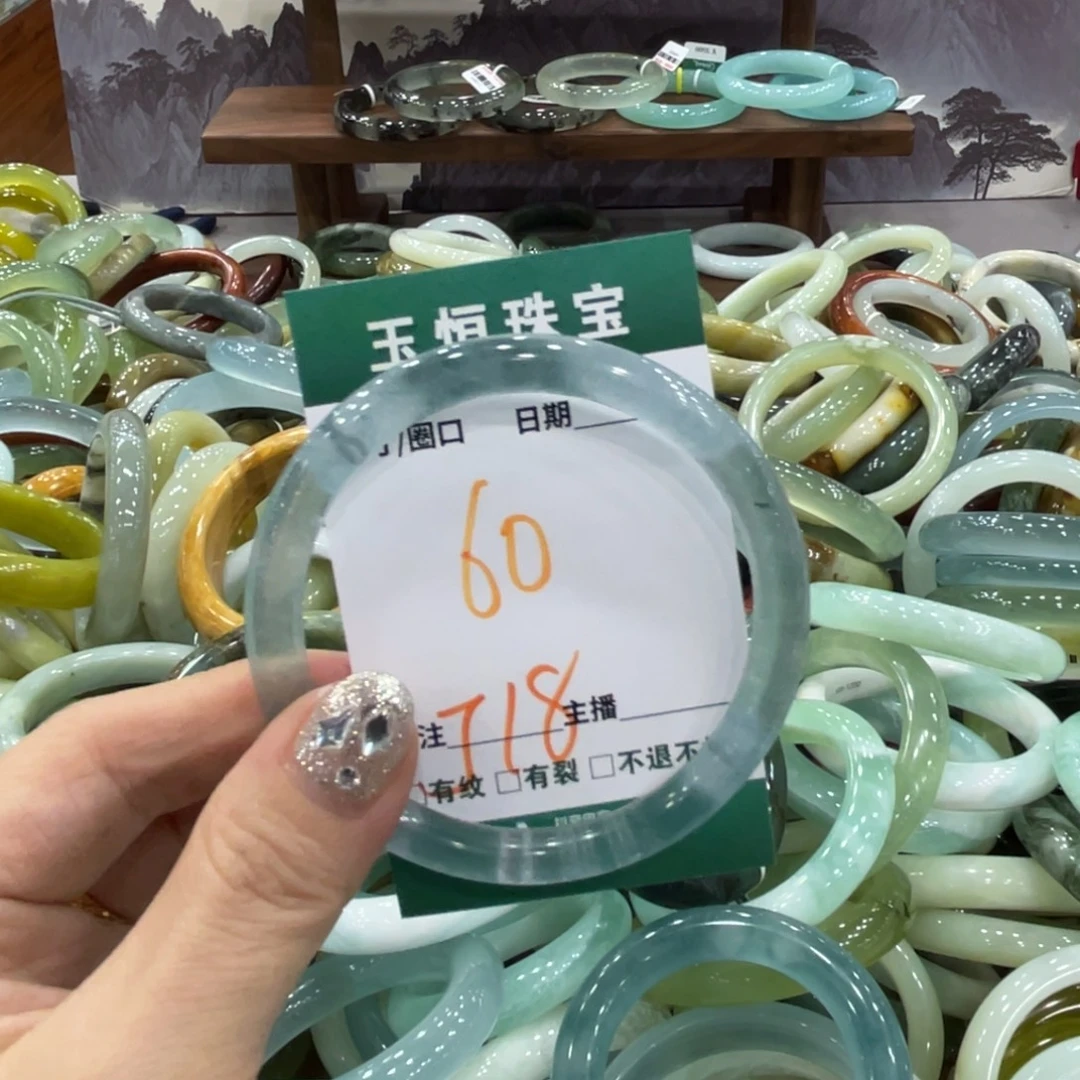 玉恒珠宝
/圈口 日期
60
718
注 主播
有纹 □有裂 □不退不